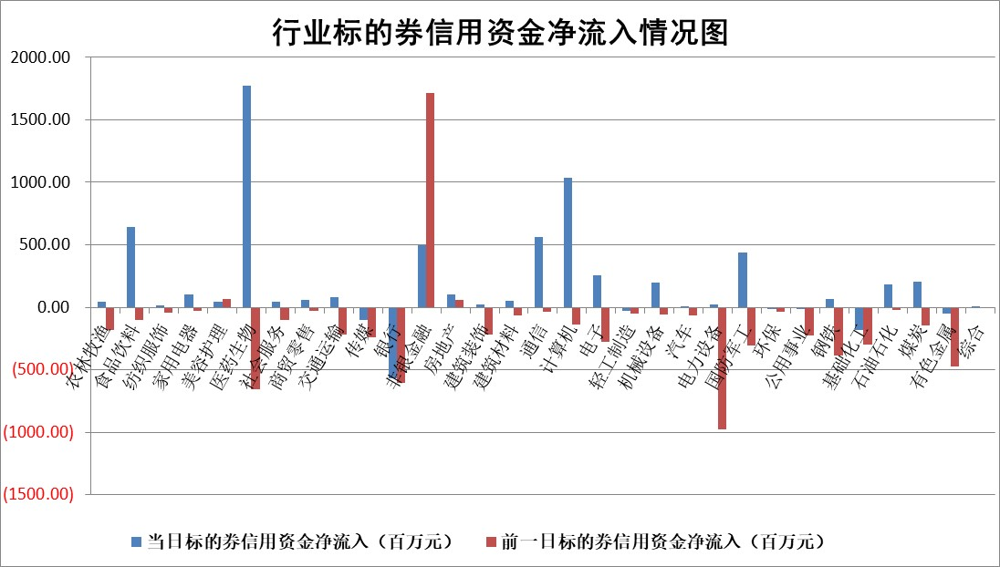 行业标的券信用资金净流入情况图
2000.00
1500.00
1000.00
500.00
0.00
(500.00)
(1000.00)
(1500.00)
农林牧渔
食品饮料
纺织服饰
家用电器
美容护理
医药生物
社会服务
商贸零售
交通运输
传媒
银行
非银金融
房地产
建筑装饰
建筑材料
通信
计算机
电子
轻工制造
机械设备
汽车
电力设备
国防军工
环保
公用事业
钢铁
基础化工
石油石化
煤炭
有色金属
综合
当日标的券信用资金净流入（百万元）
前一日标的券信用资金净流入（百万元）